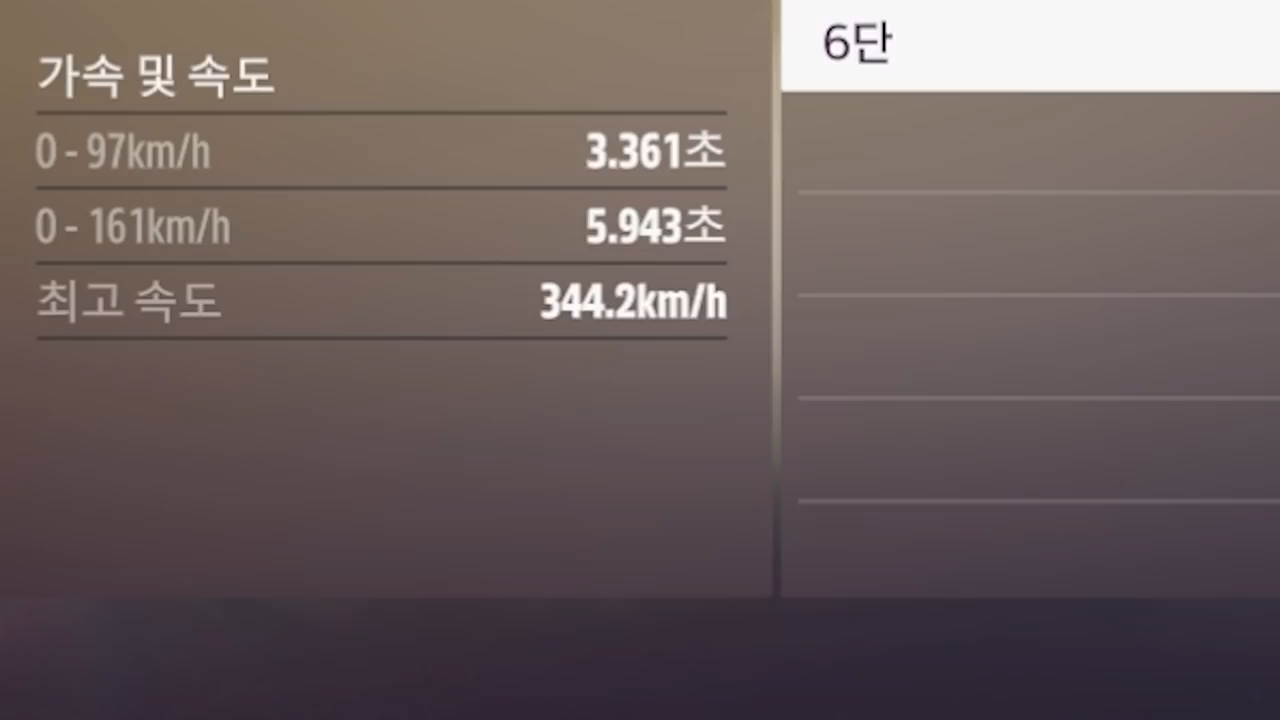 가속 및 속도
0 - 97km/h 3.361초
0 - 161km/h 5.943초
최고 속도 344.2km/h
6단